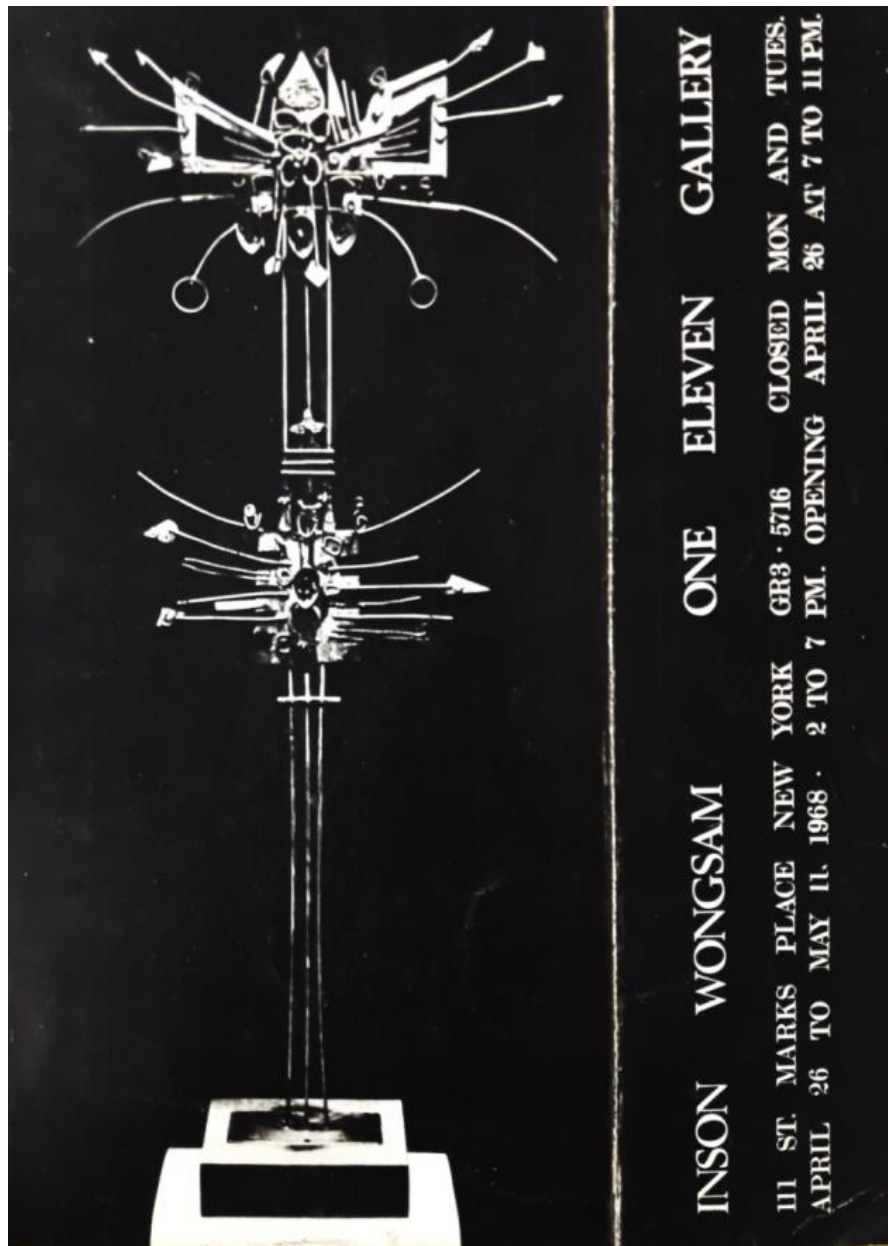 INSON WONGSAM ONE ELEVEN GALLERY
111 ST. MARKS PLACE NEW YORK GR3 · 5716 CLOSED MON AND TUES.
APRIL 26 TO MAY 11. 1968 · 2 TO 7 PM. OPENING APRIL 26 AT 7 TO 11 PM.